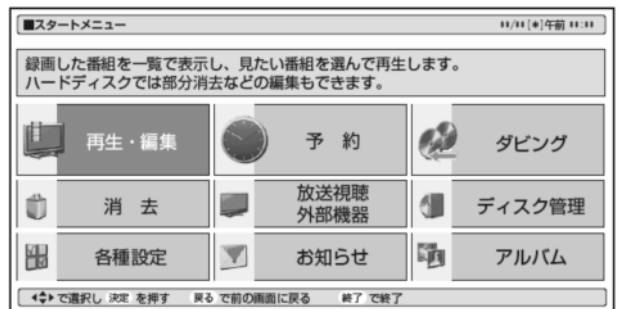 ■スタートメニュー
11/11[*]午前 11:11
録画した番組を一覧で表示し、見たい番組を選んで再生します。
ハードディスクでは部分消去などの編集もできます。
再生・編集
予 約
ダビング
消 去
放送視聴
外部機器
ディスク管理
各種設定
お知らせ
アルバム
で選択し 決定 を押す 戻る で前の画面に戻る 終了 で終了